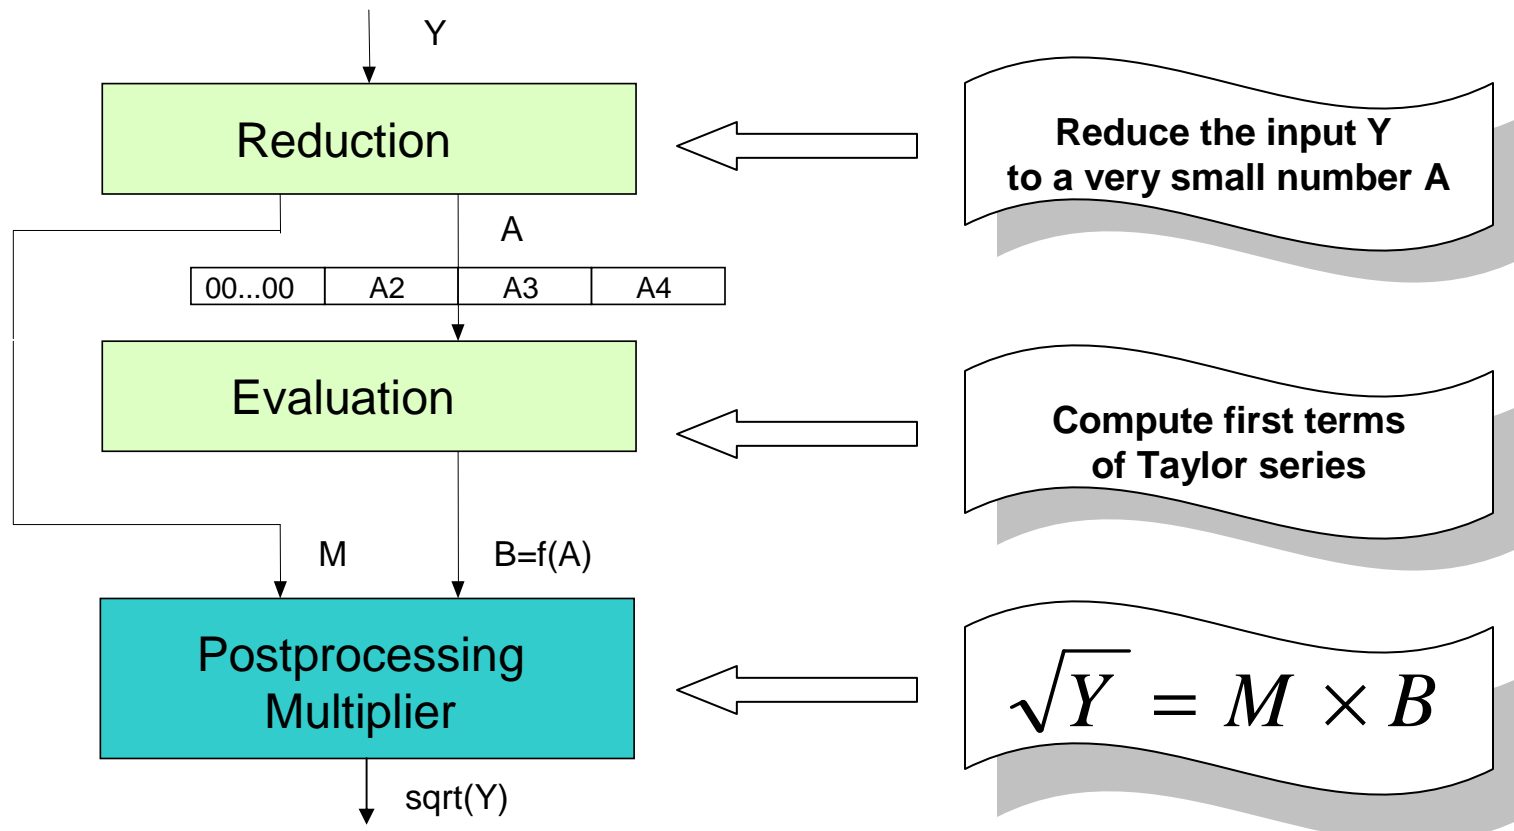 Y
Reduction
Reduce the input Y
to a very small number A
A
00...00 A2 A3 A4
Evaluation
Compute first terms
of Taylor series
M
B=f(A)
Postprocessing
Multiplier
√Y = M × B
sqrt(Y)